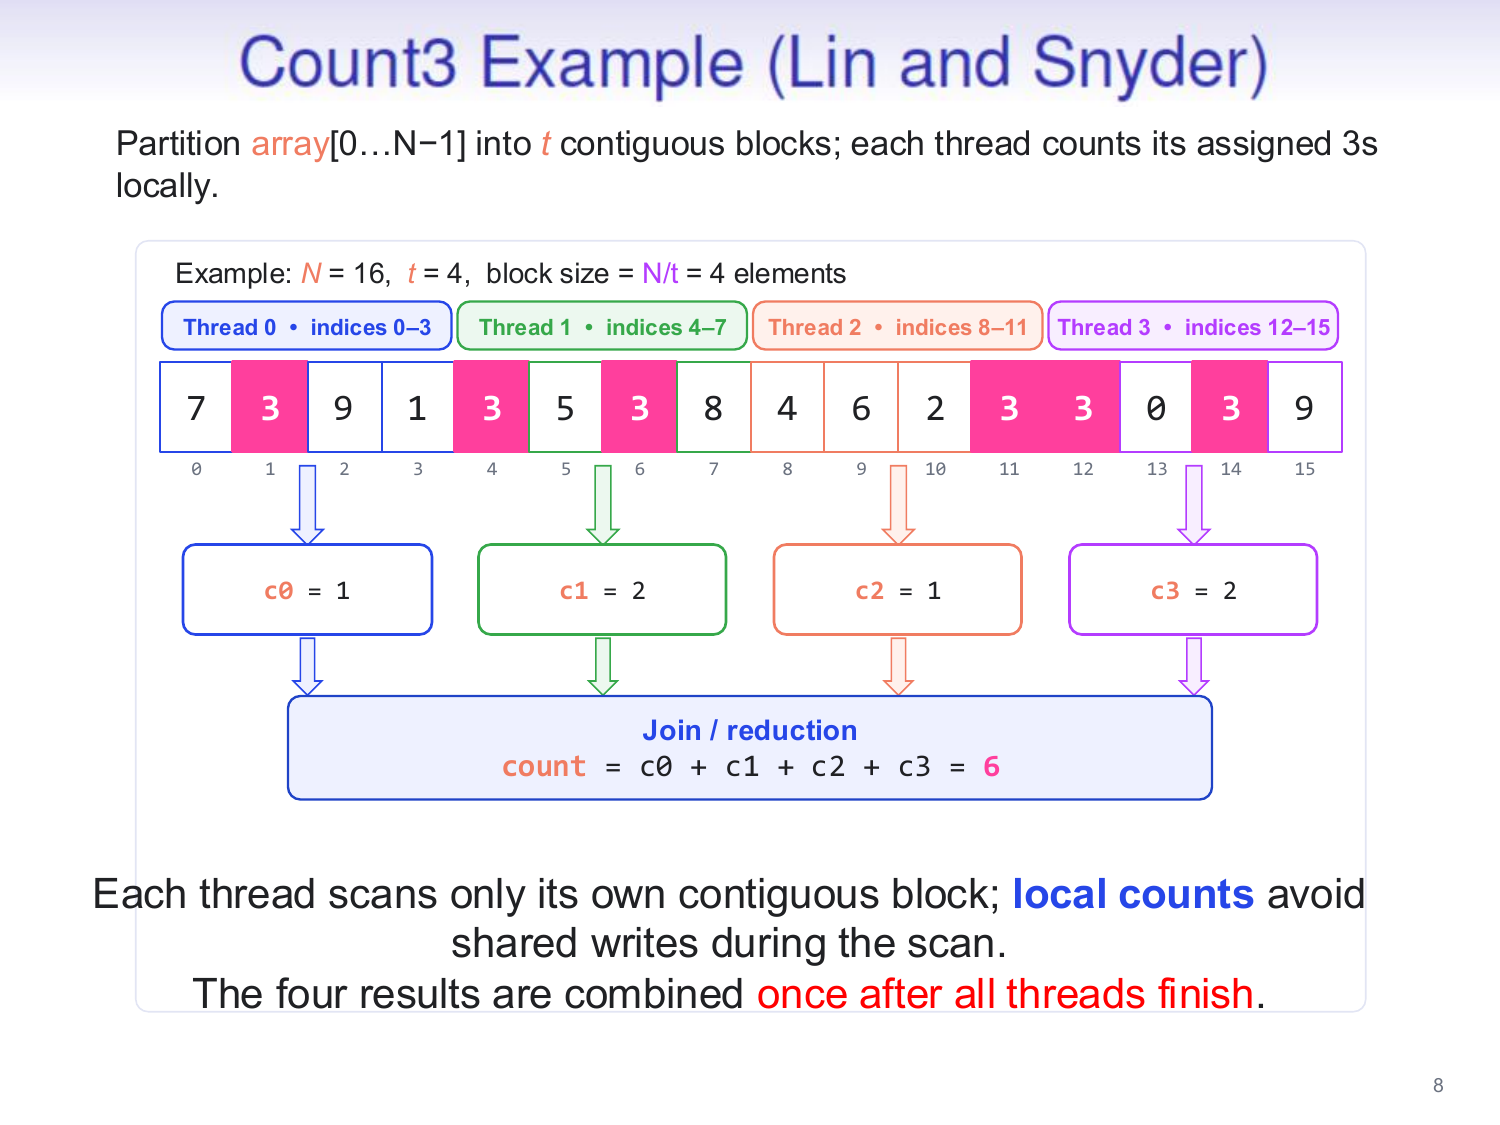 Count3 Example (Lin and Snyder)
Partition array[0…N−1] into t contiguous blocks; each thread counts its assigned 3s
locally.
Example: N = 16, t = 4, block size = N/t = 4 elements
Thread 0 • indices 0–3 Thread 1 • indices 4–7 Thread 2 • indices 8–11 Thread 3 • indices 12–15
7 3 9 1 3 5 3 8 4 6 2 3 3 0 3 9
0 1 2 3 4 5 6 7 8 9 10 11 12 13 14 15
c0 = 1 c1 = 2 c2 = 1 c3 = 2
Join / reduction
count = c0 + c1 + c2 + c3 = 6
Each thread scans only its own contiguous block; local counts avoid
shared writes during the scan.
The four results are combined once after all threads finish.
8